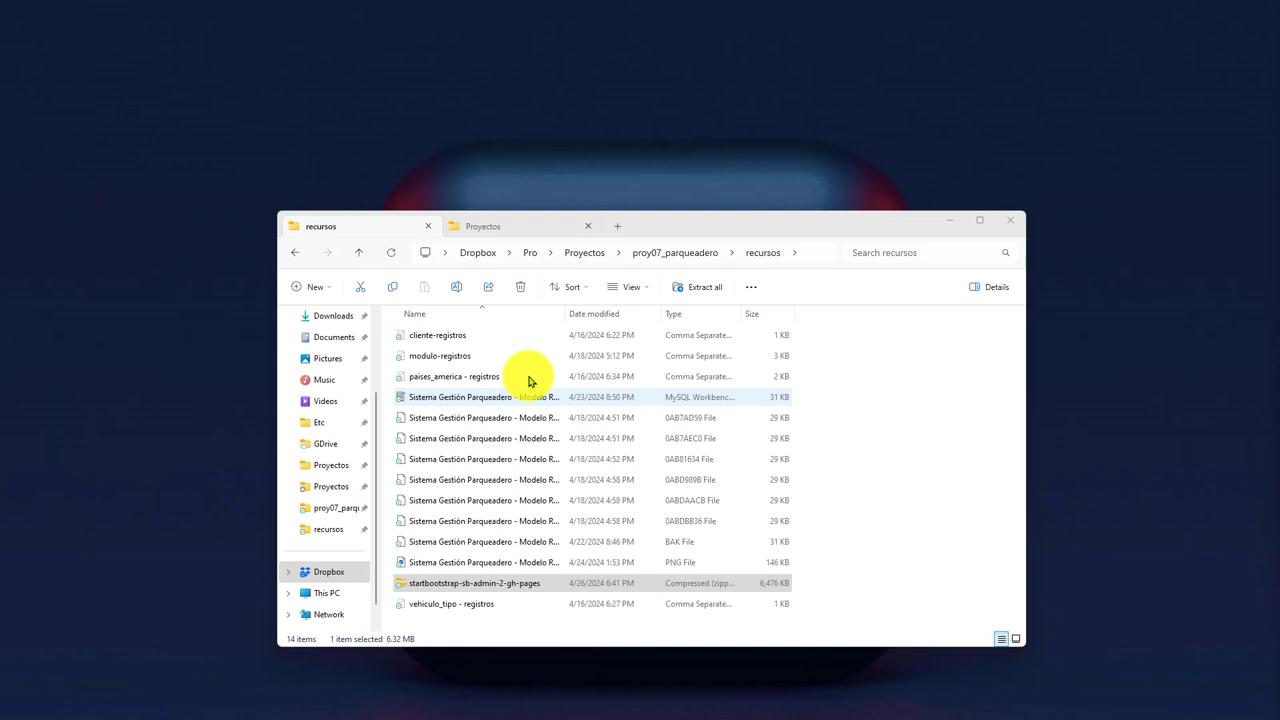 recursos
Proyectos
Dropbox Pro Proyectos proy07_parqueadero recursos
Search recursos
New Sort View Extract all Details
Downloads
Documents
Pictures
Music
Videos
Etc
GDrive
Proyectos
Proyectos
proy07_parqu
recursos
Dropbox
This PC
Network
Name Date modified Type Size
cliente-registros 4/16/2024 6:22 PM Comma Separate... 1 KB
modulo-registros 4/18/2024 5:12 PM Comma Separate... 3 KB
paises_america - registros 4/16/2024 6:34 PM Comma Separate... 2 KB
Sistema Gestión Parqueadero - Modelo R... 4/23/2024 8:50 PM MySQL Workbenc... 31 KB
Sistema Gestión Parqueadero - Modelo R... 4/18/2024 4:51 PM 0AB7AD59 File 29 KB
Sistema Gestión Parqueadero - Modelo R... 4/18/2024 4:51 PM 0AB7AEC0 File 29 KB
Sistema Gestión Parqueadero - Modelo R... 4/18/2024 4:52 PM 0AB81634 File 29 KB
Sistema Gestión Parqueadero - Modelo R... 4/18/2024 4:58 PM 0ABD989B File 29 KB
Sistema Gestión Parqueadero - Modelo R... 4/18/2024 4:58 PM 0ABDAACB File 29 KB
Sistema Gestión Parqueadero - Modelo R... 4/18/2024 4:58 PM 0ABDBB36 File 29 KB
Sistema Gestión Parqueadero - Modelo R... 4/22/2024 8:46 PM BAK File 31 KB
Sistema Gestión Parqueadero - Modelo R... 4/24/2024 1:53 PM PNG File 146 KB
startbootstrap-sb-admin-2-gh-pages 4/26/2024 6:41 PM Compressed (zipp... 6,476 KB
vehiculo_tipo - registros 4/16/2024 6:27 PM Comma Separate... 1 KB
14 items 1 item selected 6.32 MB